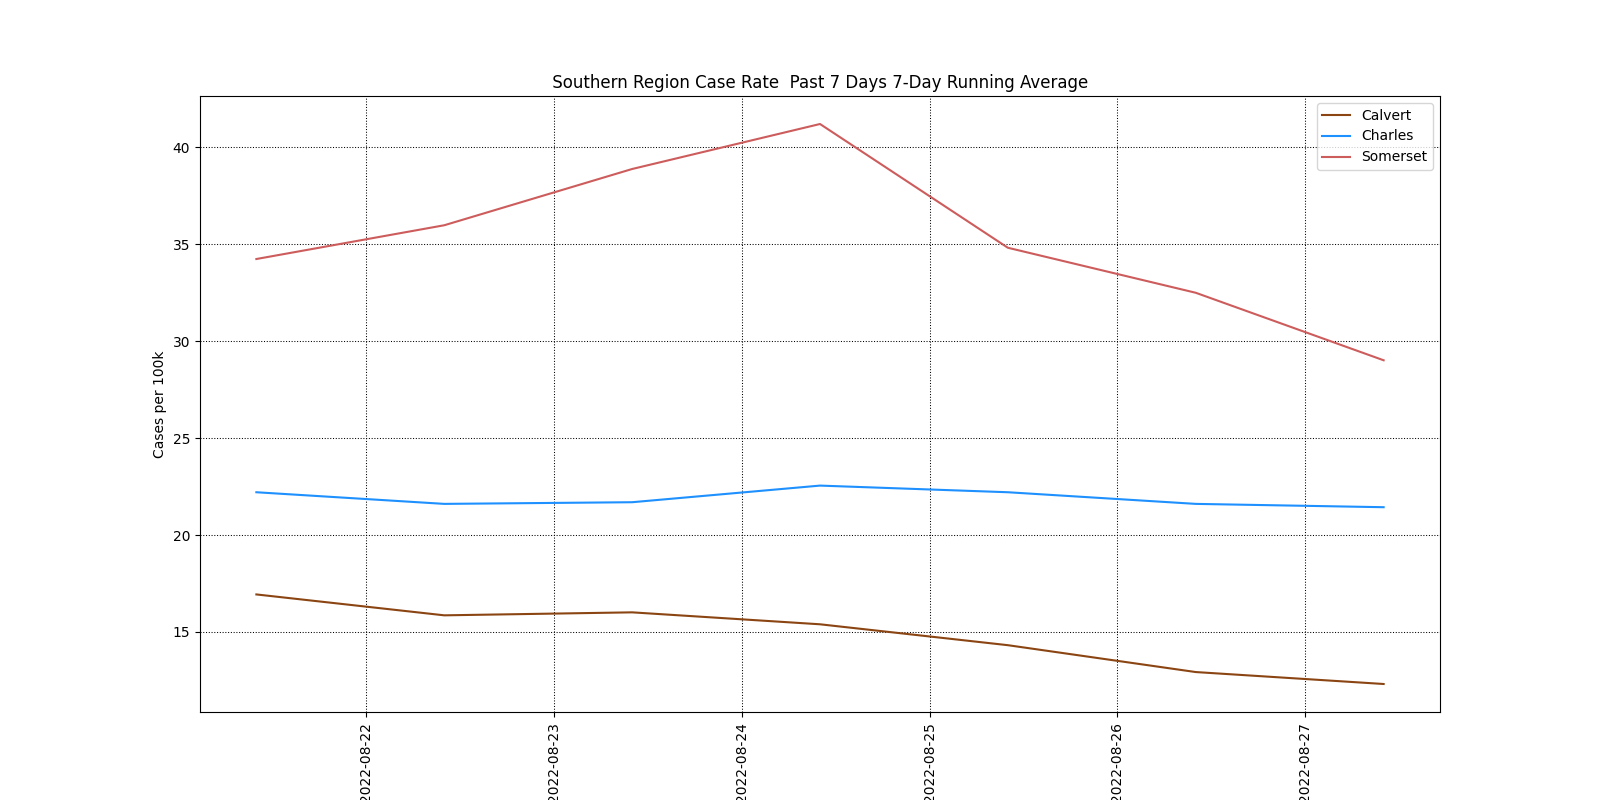 Southern Region Case Rate  Past 7 Days 7-Day Running Average
Calvert
Charles
Somerset
40
35
30
25
20
15
Cases per 100k
2022-08-22
2022-08-23
2022-08-24
2022-08-25
2022-08-26
2022-08-27